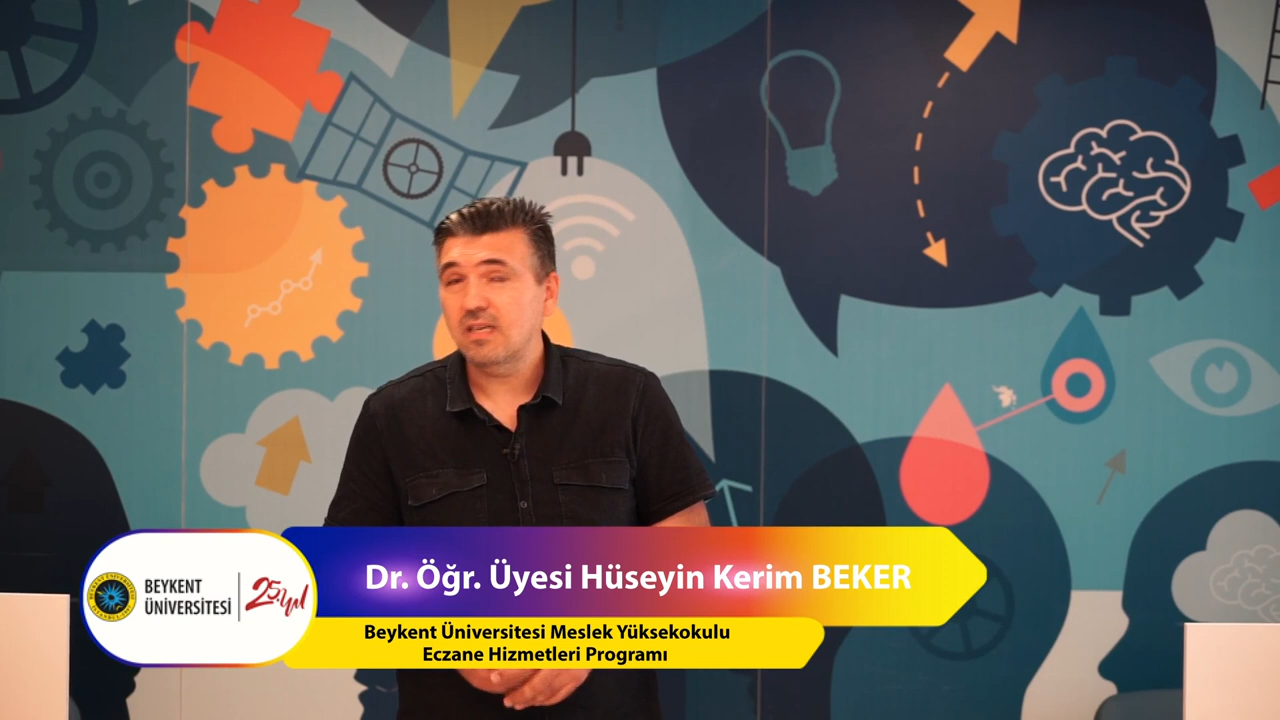 Dr. Öğr. Üyesi Hüseyin Kerim BEKER
BEYKENT
ÜNİVERSİTESİ
25.yıl
Beykent Üniversitesi Meslek Yüksekokulu
Eczane Hizmetleri Programı